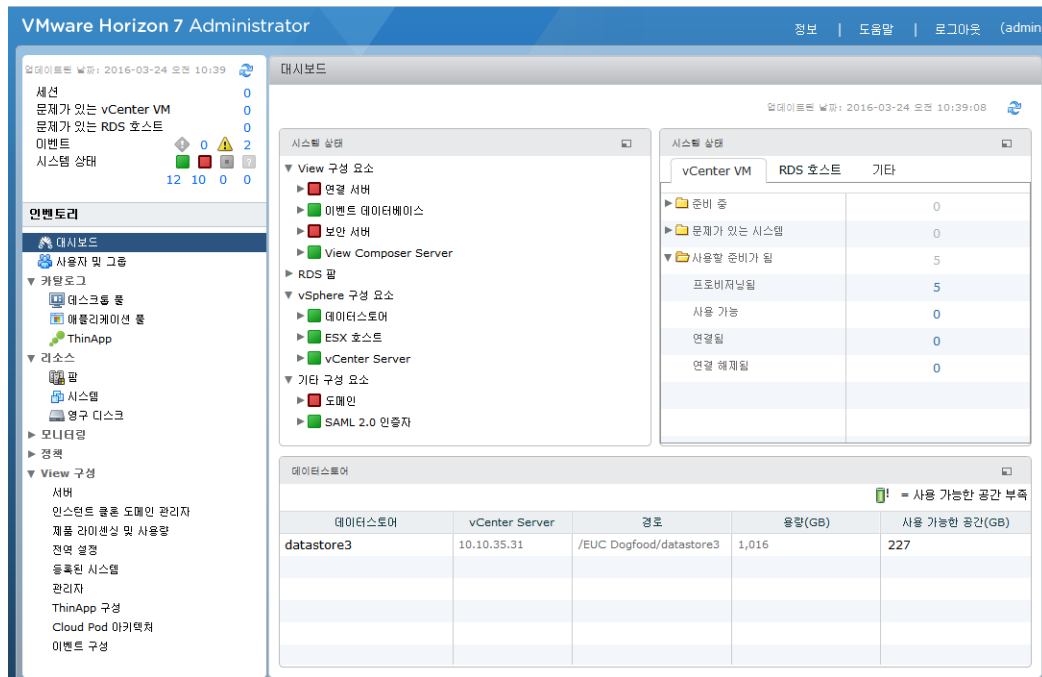 VMware Horizon 7 Administrator
정보 | 도움말 | 로그아웃 (admin
업데이트된 날짜: 2016-03-24 오전 10:39
세션 0
문제가 있는 vCenter VM 0
문제가 있는 RDS 호스트 0
이벤트 0 2
시스템 상태
12 10 0 0
인벤토리
대시보드
사용자 및 그룹
카탈로그
데스크톱 풀
애플리케이션 풀
ThinApp
리소스
팜
시스템
영구 디스크
모니터링
정책
View 구성
서버
인스턴트 클론 도메인 관리자
제품 라이센싱 및 사용량
전역 설정
등록된 시스템
관리자
ThinApp 구성
Cloud Pod 아키텍처
이벤트 구성
대시보드
업데이트된 날짜: 2016-03-24 오전 10:39:08
시스템 상태
View 구성 요소
연결 서버
이벤트 데이터베이스
보안 서버
View Composer Server
RDS 팜
vSphere 구성 요소
데이터스토어
ESX 호스트
vCenter Server
기타 구성 요소
도메인
SAML 2.0 인증자
시스템 상태
vCenter VM RDS 호스트 기타
준비 중 0
문제가 있는 시스템 0
사용할 준비가 됨 5
프로비저닝됨 5
사용 가능 0
연결됨 0
연결 해제됨 0
데이터스토어
! = 사용 가능한 공간 부족
데이터스토어 vCenter Server 경로 용량(GB) 사용 가능한 공간(GB)
datastore3 10.10.35.31 /EUC Dogfood/datastore3 1,016 227